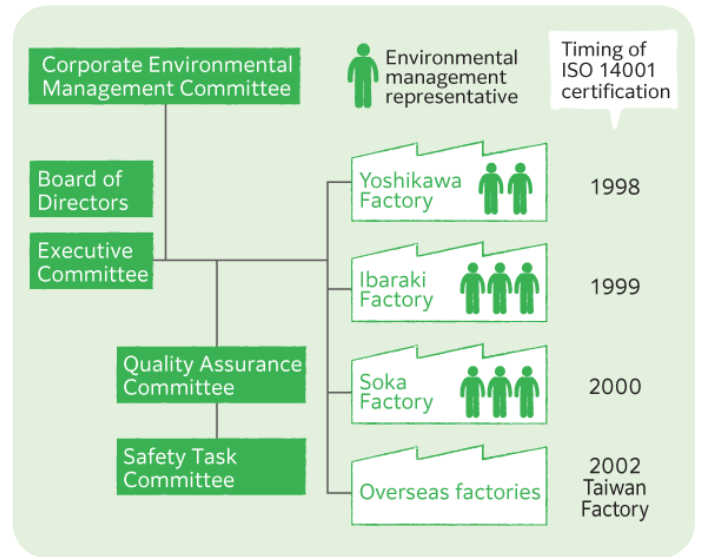 Corporate Environmental
Management Committee
Environmental
management
representative
Timing of
ISO 14001
certification
Board of
Directors
Executive
Committee
Quality Assurance
Committee
Safety Task
Committee
Yoshikawa
Factory
1998
Ibaraki
Factory
1999
Soka
Factory
2000
Overseas factories
2002
Taiwan
Factory